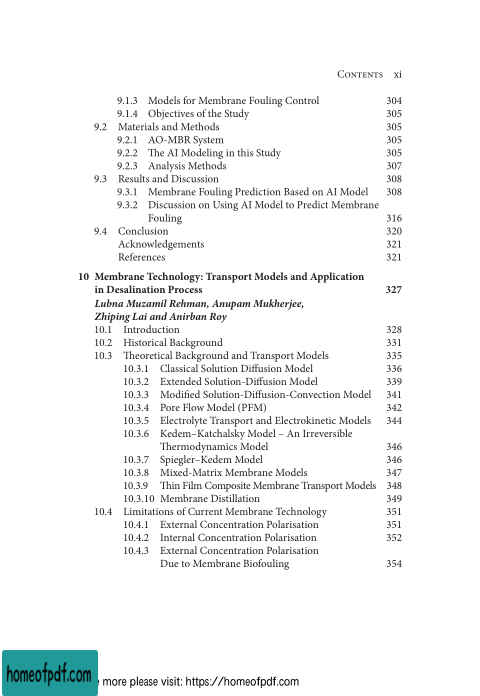 Contents xi
9.1.3 Models for Membrane Fouling Control 304
9.1.4 Objectives of the Study 305
9.2 Materials and Methods 305
9.2.1 AO-MBR System 305
9.2.2 The AI Modeling in this Study 305
9.2.3 Analysis Methods 307
9.3 Results and Discussion 308
9.3.1 Membrane Fouling Prediction Based on AI Model 308
9.3.2 Discussion on Using AI Model to Predict Membrane
Fouling 316
9.4 Conclusion 320
Acknowledgements 321
References 321
10 Membrane Technology: Transport Models and Application
in Desalination Process 327
Lubna Muzamil Rehman, Anupam Mukherjee,
Zhiping Lai and Anirban Roy
10.1 Introduction 328
10.2 Historical Background 331
10.3 Theoretical Background and Transport Models 335
10.3.1 Classical Solution Diffusion Model 336
10.3.2 Extended Solution-Diffusion Model 339
10.3.3 Modified Solution-Diffusion-Convection Model 341
10.3.4 Pore Flow Model (PFM) 342
10.3.5 Electrolyte Transport and Electrokinetic Models 344
10.3.6 Kedem–Katchalsky Model – An Irreversible
Thermodynamics Model 346
10.3.7 Spiegler–Kedem Model 346
10.3.8 Mixed-Matrix Membrane Models 347
10.3.9 Thin Film Composite Membrane Transport Models 348
10.3.10 Membrane Distillation 349
10.4 Limitations of Current Membrane Technology 351
10.4.1 External Concentration Polarisation 351
10.4.2 Internal Concentration Polarisation 352
10.4.3 External Concentration Polarisation
Due to Membrane Biofouling 354
homeofpdf.com
more please visit: https://homeofpdf.com